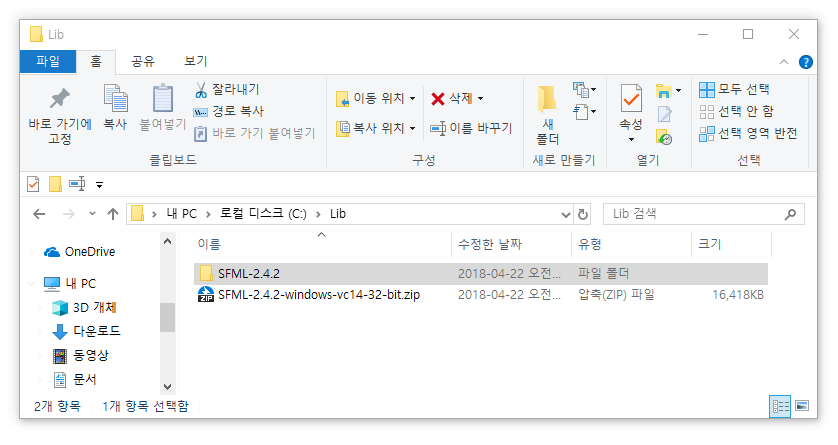 Lib
파일 홈 공유 보기
잘라내기
경로 복사
바로 가기 붙여넣기
바로 가기에
고정
복사
붙여넣기
클립보드
이동 위치
복사 위치
삭제
이름 바꾸기
구성
새
폴더
새로 만들기
속성
열기
모두 선택
선택 안 함
선택 영역 반전
선택
내 PC 로컬 디스크 (C:) Lib
Lib 검색
OneDrive
내 PC
3D 개체
다운로드
동영상
문서
이름 수정한 날짜 유형 크기
SFML-2.4.2 2018-04-22 오전... 파일 폴더
ZIP SFML-2.4.2-windows-vc14-32-bit.zip 2018-04-22 오전... 압축(ZIP) 파일 16,418KB
2개 항목 1개 항목 선택함